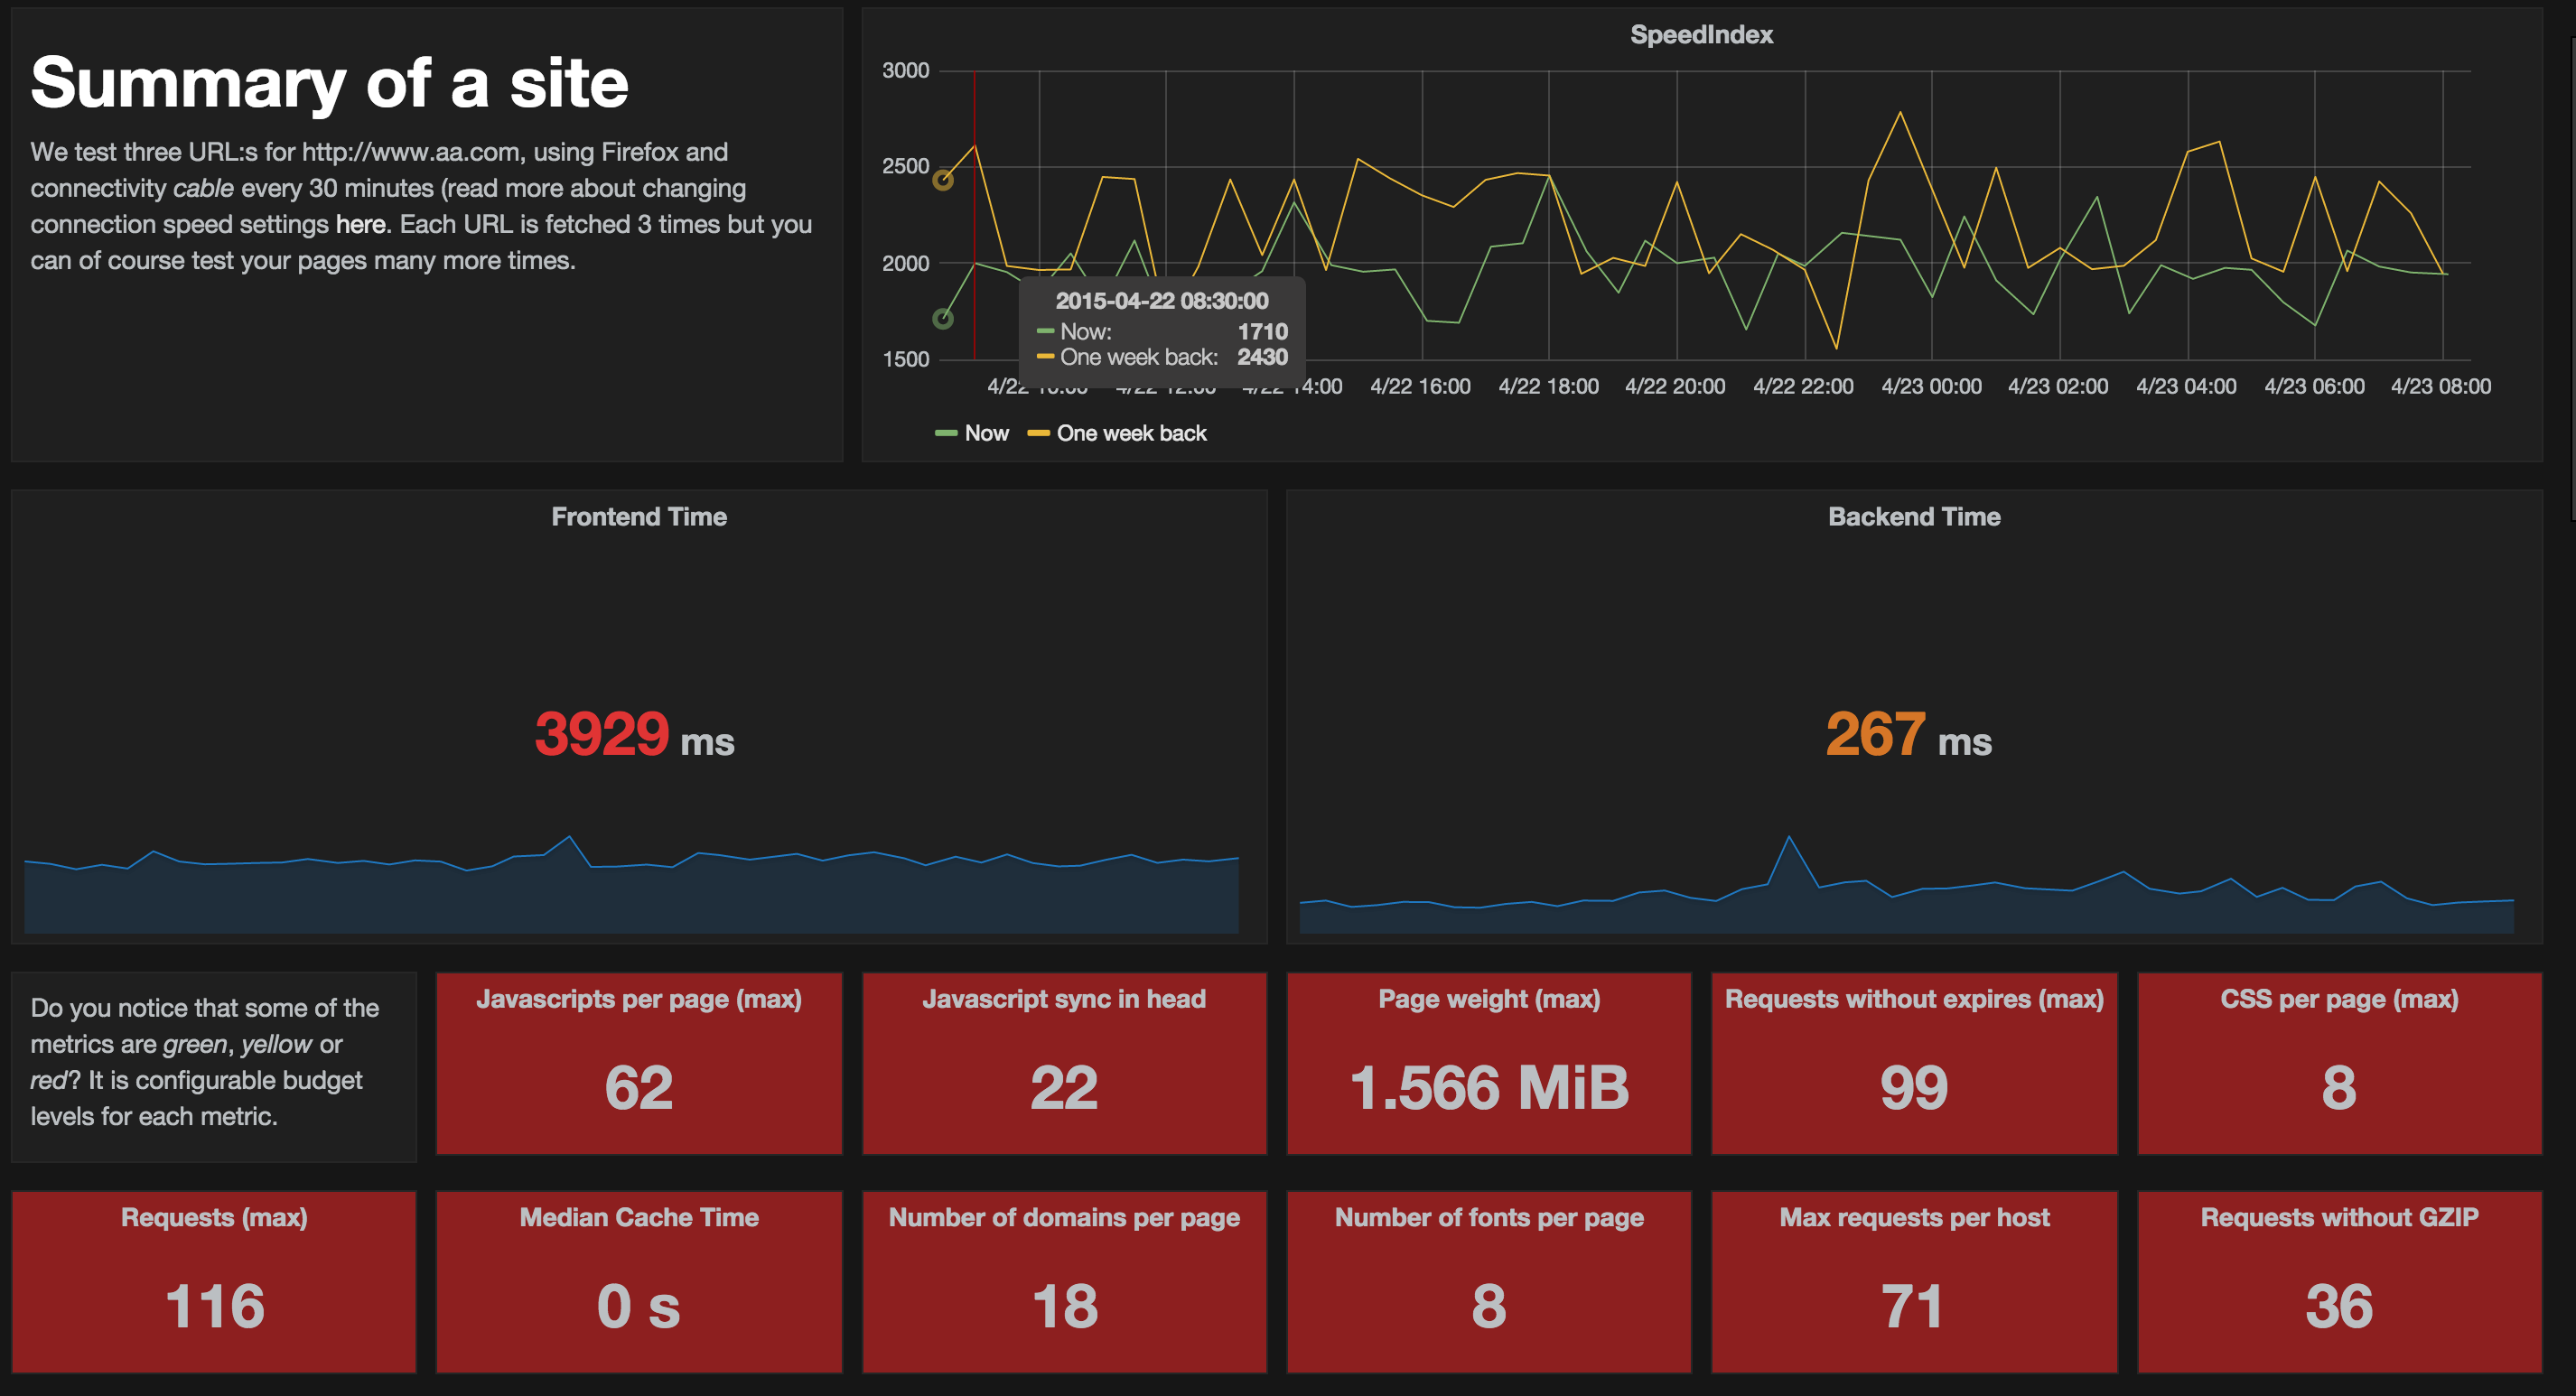 Summary of a site
We test three URL:s for http://www.aa.com, using Firefox and
connectivity cable every 30 minutes (read more about changing
connection speed settings here. Each URL is fetched 3 times but you
can of course test your pages many more times.
SpeedIndex
3000
2500
2000
1500
2015-04-22 08:30:00
Now: 1710
One week back: 2430
4/22 10:00 4/22 12:00 4/22 14:00 4/22 16:00 4/22 18:00 4/22 20:00 4/22 22:00 4/23 00:00 4/23 02:00 4/23 04:00 4/23 06:00 4/23 08:00
Now One week back
Frontend Time
3929 ms
Backend Time
267 ms
Do you notice that some of the
metrics are green, yellow or
red? It is configurable budget
levels for each metric.
Javascripts per page (max)
62
Javascript sync in head
22
Page weight (max)
1.566 MiB
Requests without expires (max)
99
CSS per page (max)
8
Requests (max)
116
Median Cache Time
0 s
Number of domains per page
18
Number of fonts per page
8
Max requests per host
71
Requests without GZIP
36